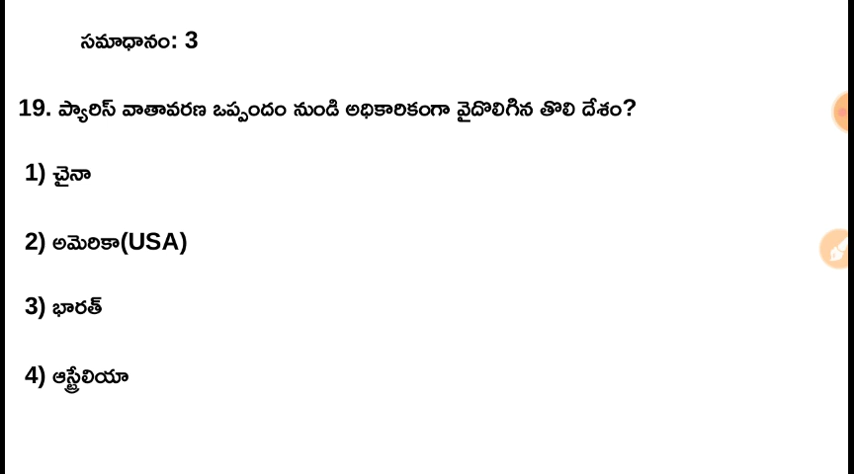 సమాధానం: 3
19. ప్యారిస్ వాతావరణ ఒప్పందం నుండి అధికారికంగా వైదొలిగిన తొలి దేశం?
1) చైనా
2) అమెరికా(USA)
3) భారత్
4) ఆస్ట్రేలియా